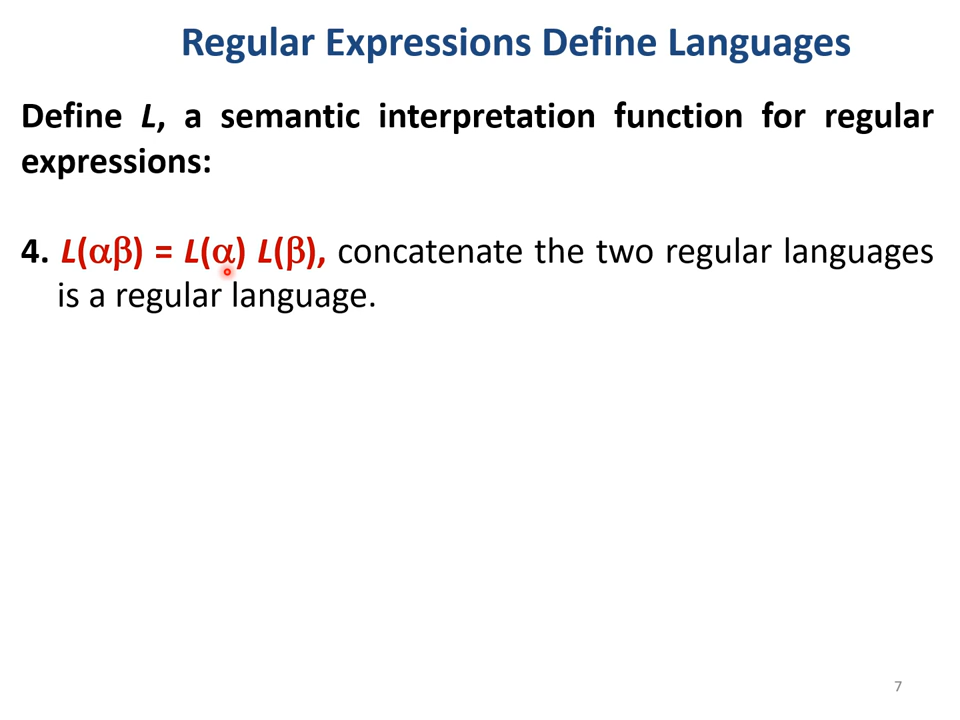 Regular Expressions Define Languages
Define L, a semantic interpretation function for regular
expressions:
4. L(αβ) = L(α) L(β), concatenate the two regular languages
is a regular language.
7